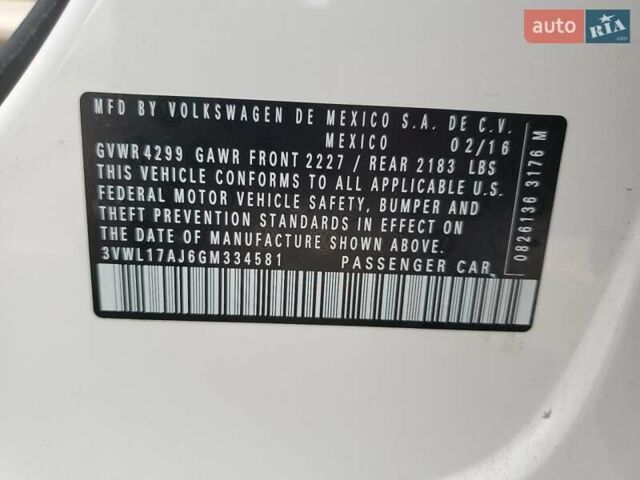 auto RIA.com
MFD BY VOLKSWAGEN DE MEXICO S.A. DE C.V.
MEXICO 02/16
GVWR 4299 GAWR FRONT 2227 / REAR 2183 LBS
THIS VEHICLE CONFORMS TO ALL APPLICABLE U.S.
FEDERAL MOTOR VEHICLE SAFETY, BUMPER AND
THEFT PREVENTION STANDARDS IN EFFECT ON
THE DATE OF MANUFACTURE SHOWN ABOVE.
3VWL17AJ6GM334581 PASSENGER CAR
0826136 3176 M